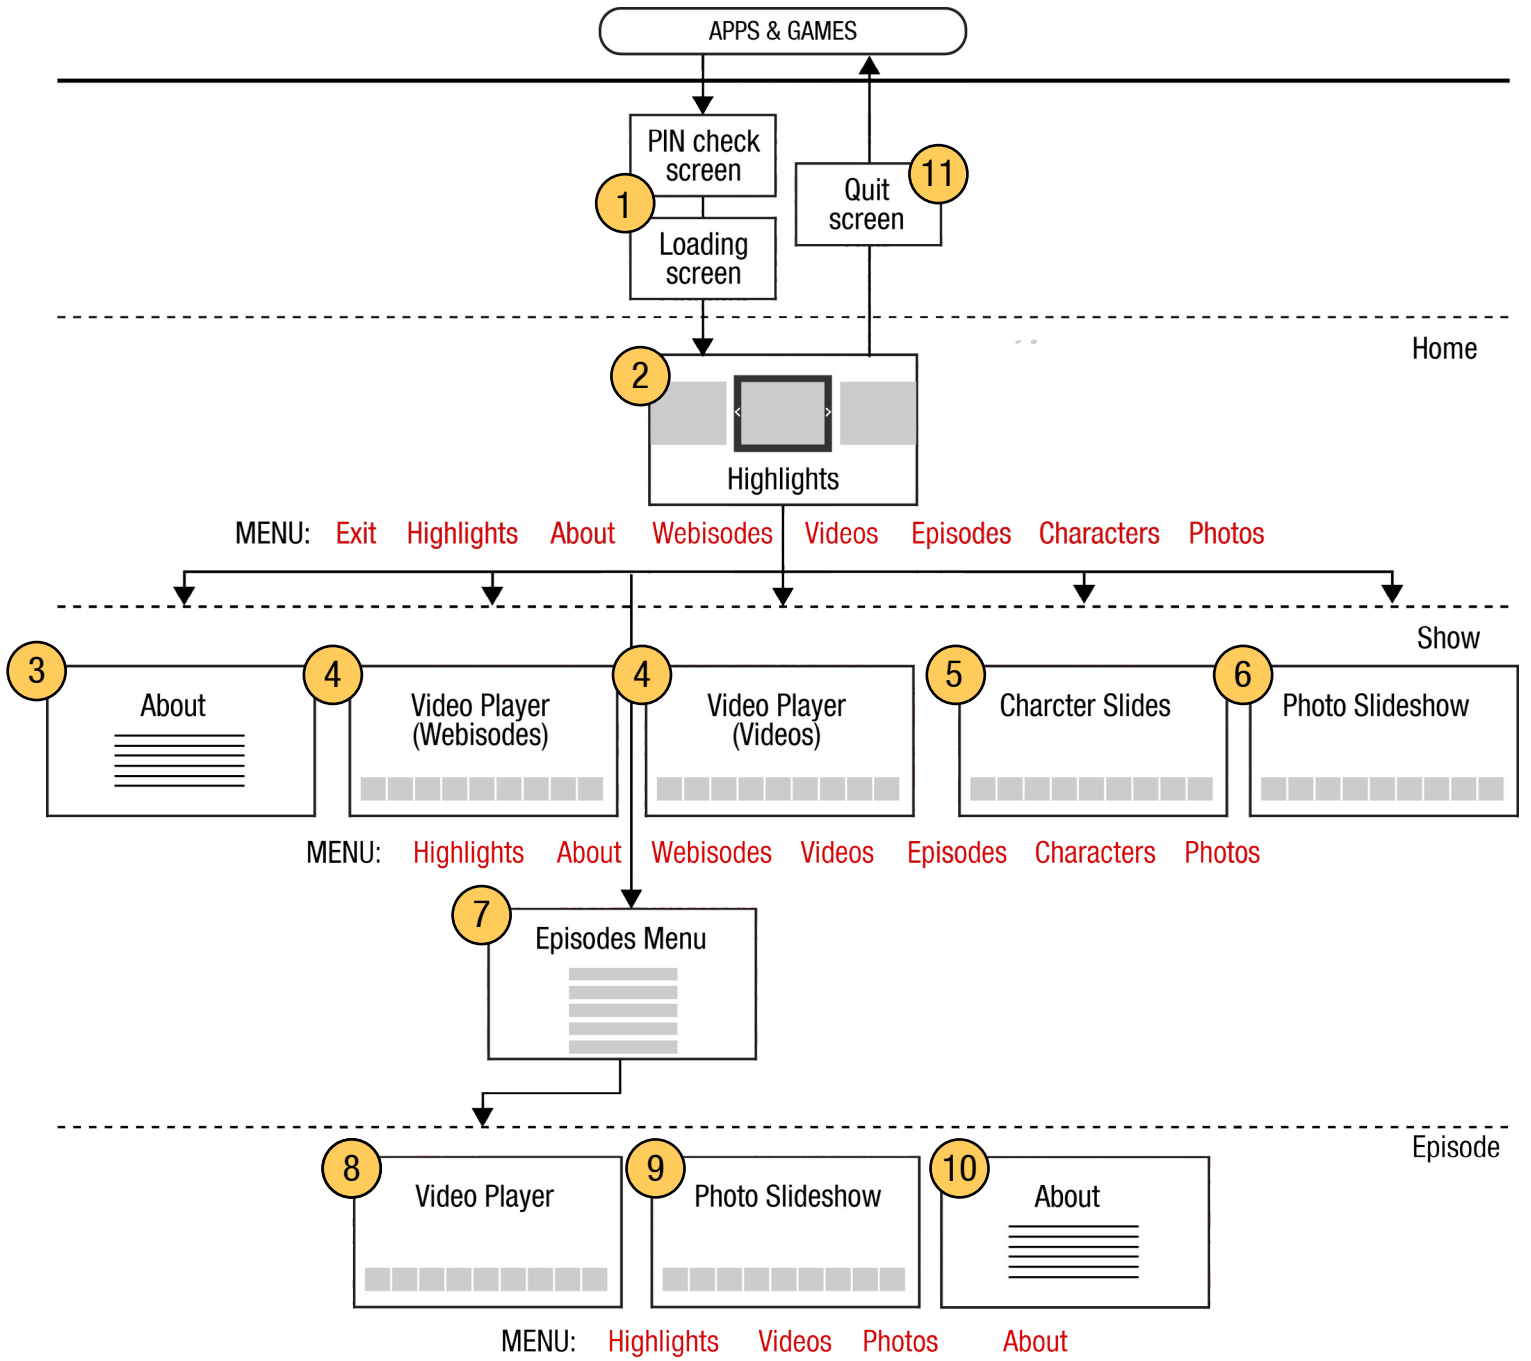 APPS & GAMES
PIN check
screen
1
Loading
screen
11
Quit
screen
Home
2
Highlights
MENU: Exit Highlights About Webisodes Videos Episodes Characters Photos
Show
3
About
4
Video Player
(Webisodes)
4
Video Player
(Videos)
5
Charcter Slides
6
Photo Slideshow
MENU: Highlights About Webisodes Videos Episodes Characters Photos
7
Episodes Menu
Episode
8
Video Player
9
Photo Slideshow
10
About
MENU: Highlights Videos Photos About